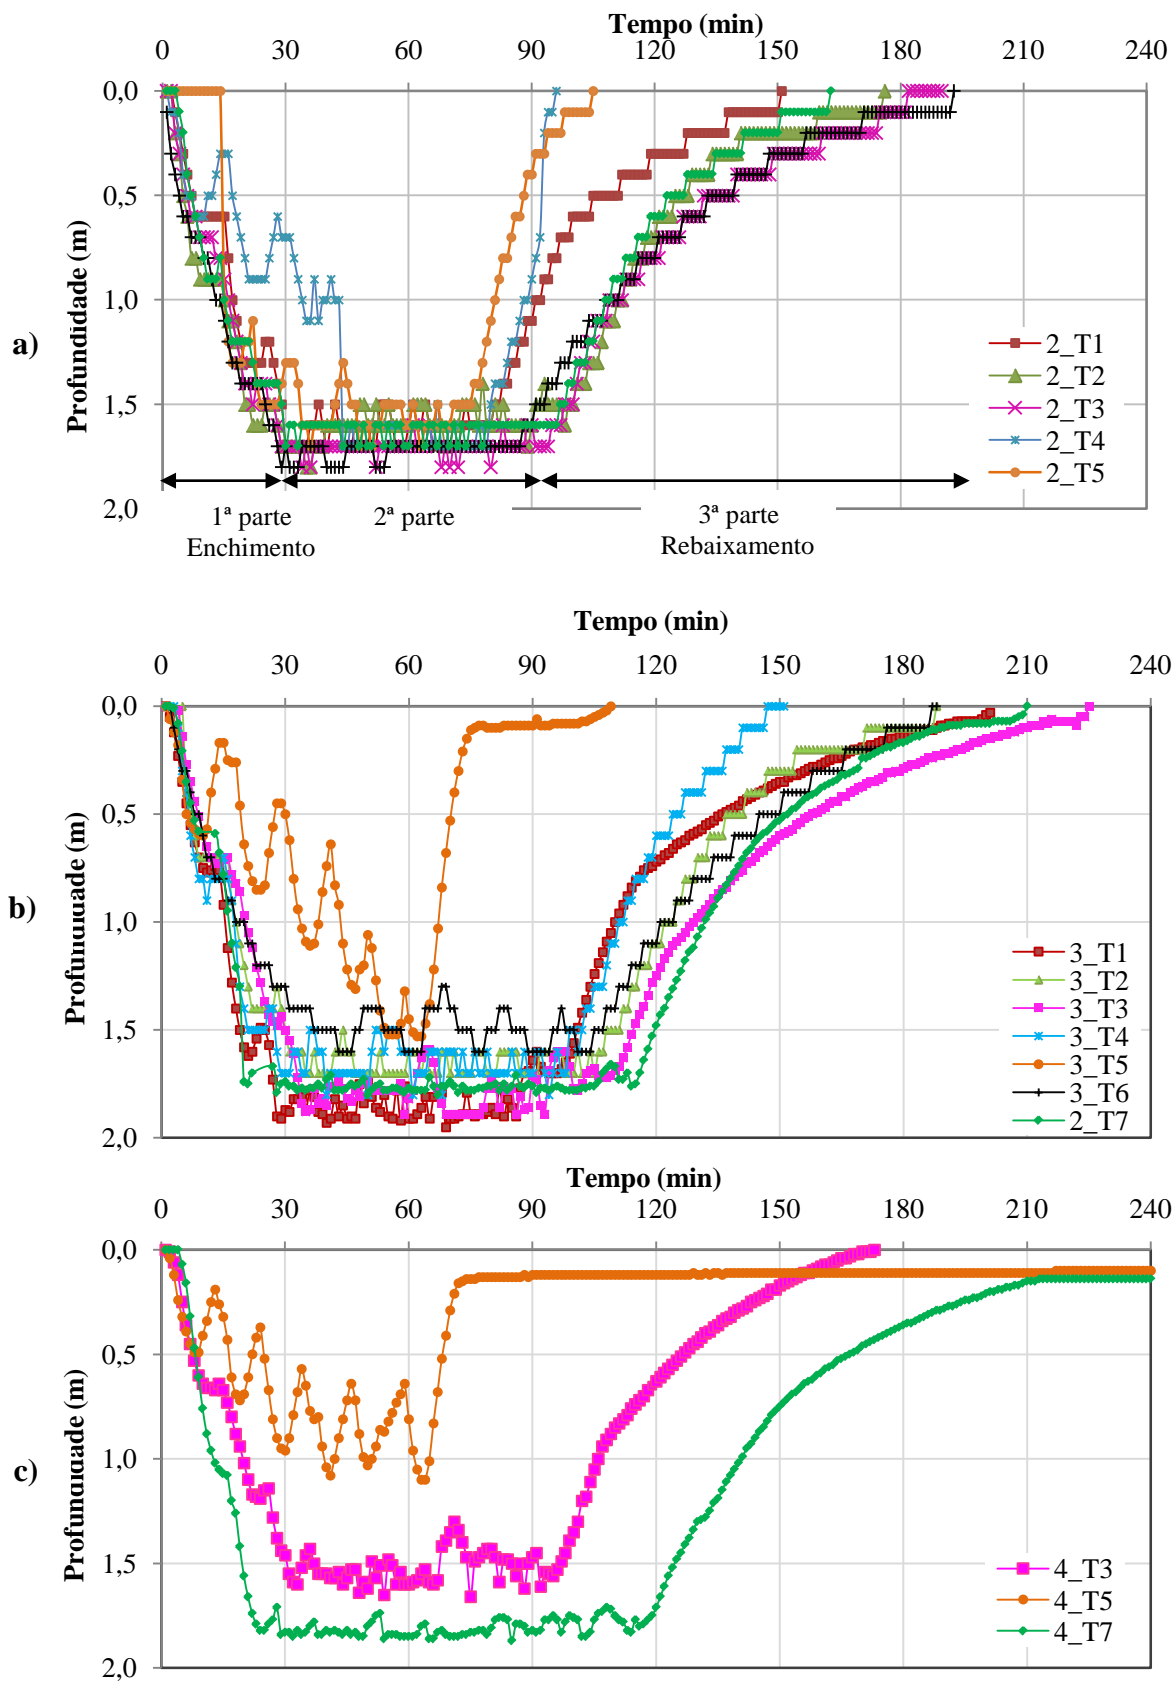 Tempo (min)
0 30 60 90 120 150 180 210 240
0,0
0,5
1,0
1,5
2,0
Profundidade (m)
a)
2_T1
2_T2
2_T3
2_T4
2_T5
1ª parte
Enchimento
2ª parte
3ª parte
Rebaixamento
Tempo (min)
0 30 60 90 120 150 180 210 240
0,0
0,5
1,0
1,5
2,0
Profundidade (m)
b)
3_T1
3_T2
3_T3
3_T4
3_T5
3_T6
2_T7
Tempo (min)
0 30 60 90 120 150 180 210 240
0,0
0,5
1,0
1,5
2,0
Profundidade (m)
c)
4_T3
4_T5
4_T7